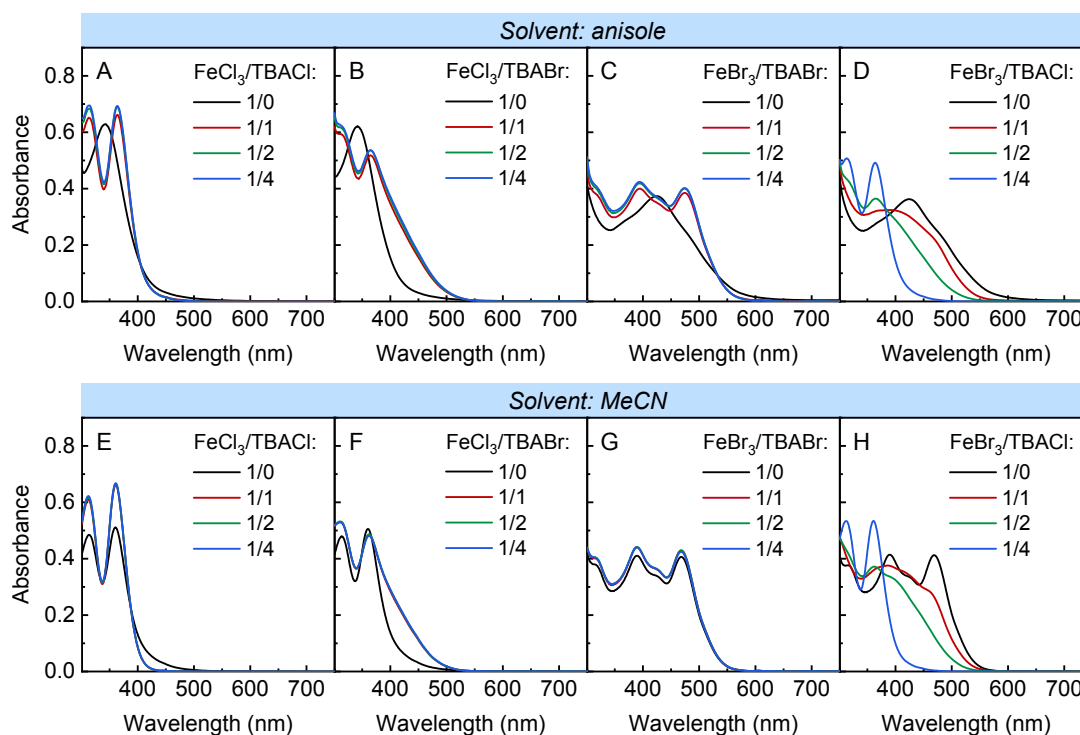 Solvent: anisole
Absorbance
0.8
0.6
0.4
0.2
0.0
A
FeCl₃/TBACl:
1/0
1/1
1/2
1/4
B
FeCl₃/TBABr:
1/0
1/1
1/2
1/4
C
FeBr₃/TBABr:
1/0
1/1
1/2
1/4
D
FeBr₃/TBACl:
1/0
1/1
1/2
1/4
400 500 600 700 400 500 600 700 400 500 600 700 400 500 600 700
Wavelength (nm) Wavelength (nm) Wavelength (nm) Wavelength (nm)
Solvent: MeCN
Absorbance
0.8
0.6
0.4
0.2
0.0
E
FeCl₃/TBACl:
1/0
1/1
1/2
1/4
F
FeCl₃/TBABr:
1/0
1/1
1/2
1/4
G
FeBr₃/TBABr:
1/0
1/1
1/2
1/4
H
FeBr₃/TBACl:
1/0
1/1
1/2
1/4
400 500 600 700 400 500 600 700 400 500 600 700 400 500 600 700
Wavelength (nm) Wavelength (nm) Wavelength (nm) Wavelength (nm)